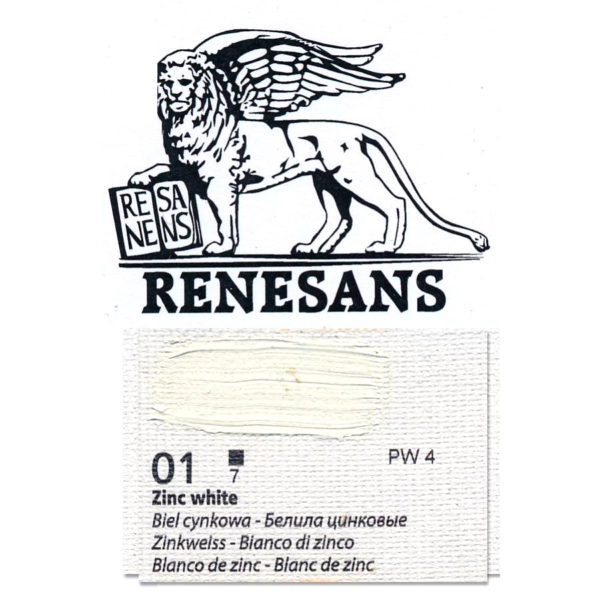 RE SA
NE NS
RENESANS
01 7 PW 4
Zinc white
Biel cynkowa - Белила цинковые
Zinkweiss - Bianco di zinco
Blanco de zinc - Blanc de zinc